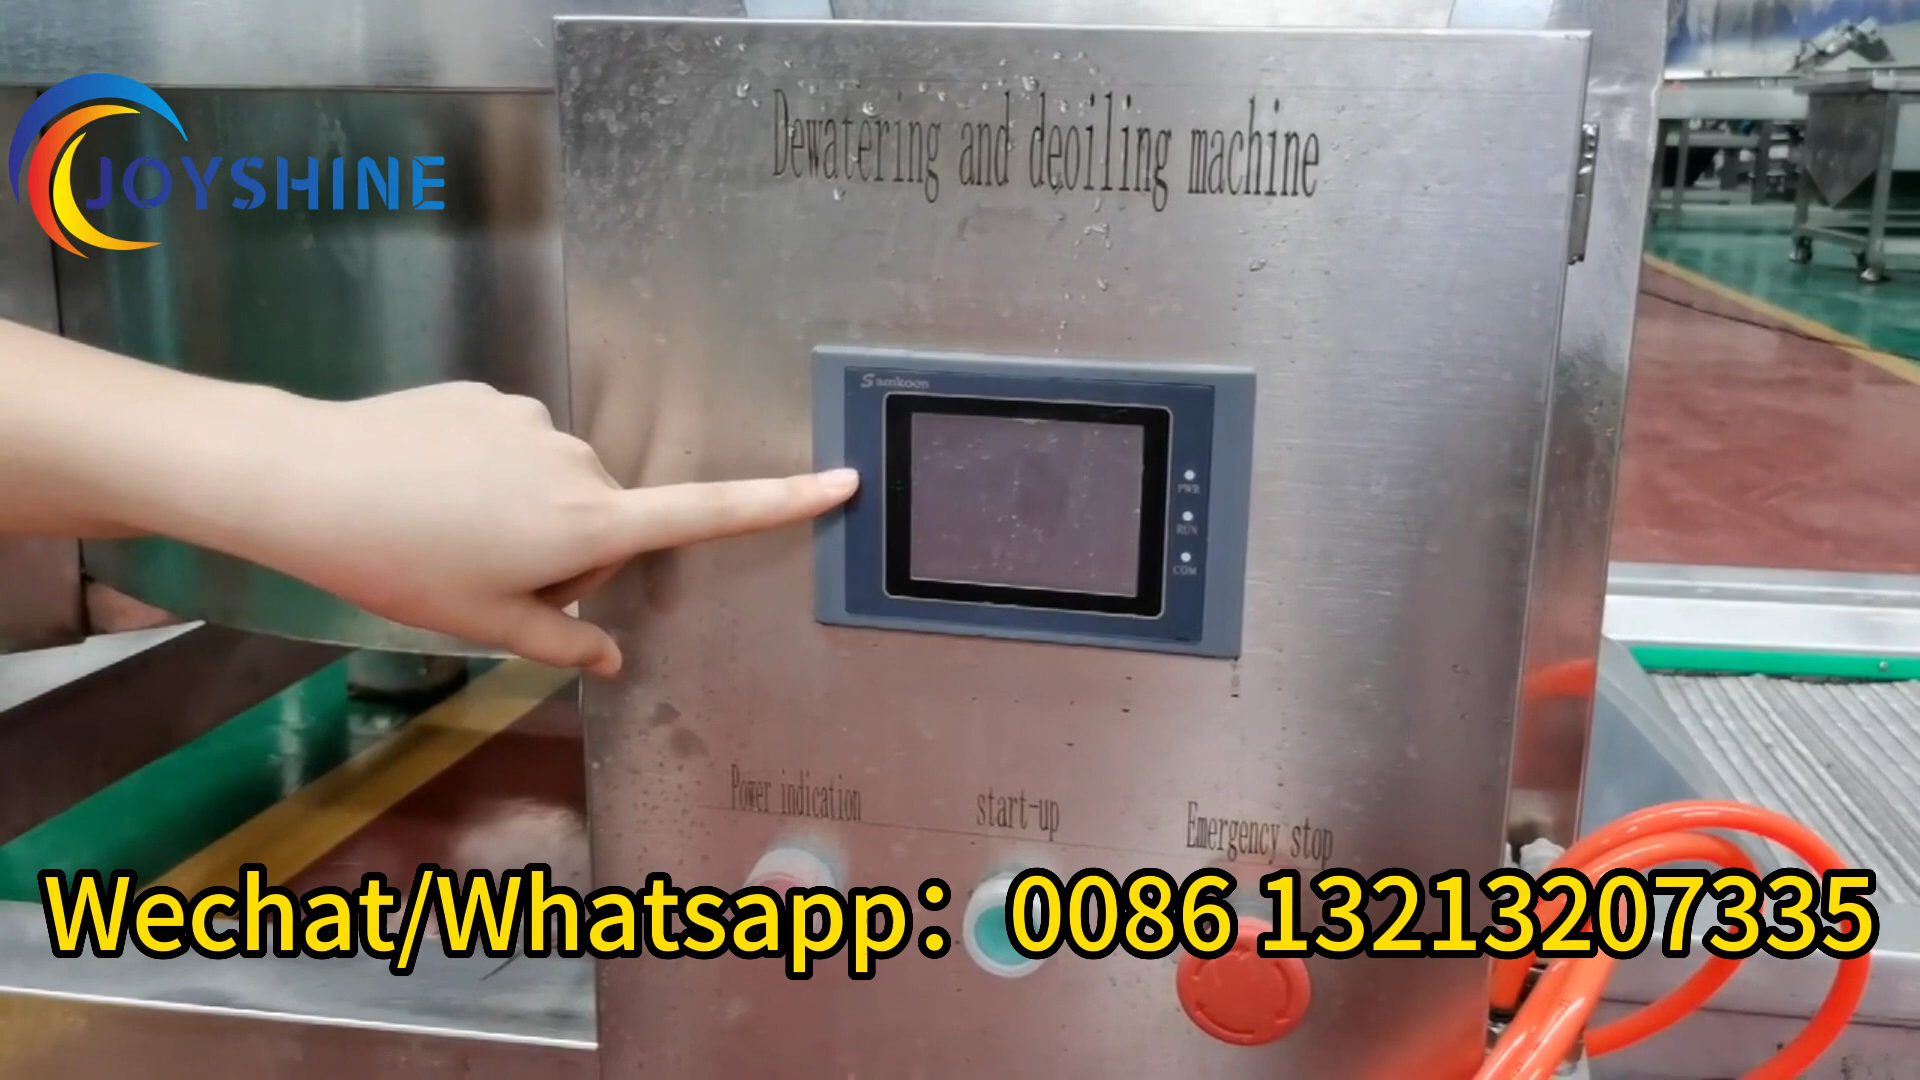 Dewatering and deoiling machine
JOYSHINE
Samkoon
PWR
RUN
COM
Power indication
start-up
Emergency stop
Wechat/Whatsapp：0086 13213207335